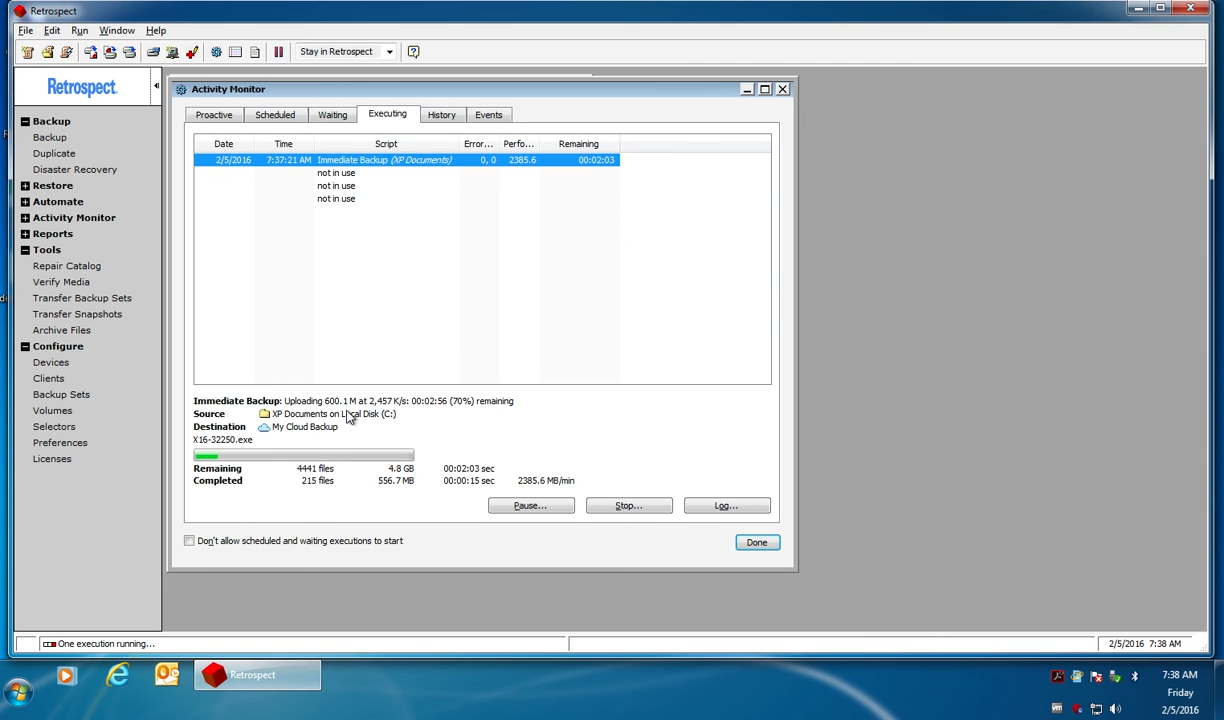 Retrospect
File Edit Run Window Help
Stay in Retrospect
Retrospect
Backup
Backup
Duplicate
Disaster Recovery
Restore
Automate
Activity Monitor
Reports
Tools
Repair Catalog
Verify Media
Transfer Backup Sets
Transfer Snapshots
Archive Files
Configure
Devices
Clients
Backup Sets
Volumes
Selectors
Preferences
Licenses
Activity Monitor
Proactive Scheduled Waiting Executing History Events
Date Time Script Error... Perfo... Remaining
2/5/2016 7:37:21 AM Immediate Backup (XP Documents) 0, 0 2385.6 00:02:03
not in use
not in use
not in use
Immediate Backup: Uploading 600.1 M at 2,457 K/s: 00:02:56 (70%) remaining
Source XP Documents on Local Disk (C:)
Destination My Cloud Backup
X16-32250.exe
Remaining 4441 files 4.8 GB 00:02:03 sec
Completed 215 files 556.7 MB 00:00:15 sec 2385.6 MB/min
Pause... Stop... Log...
Don't allow scheduled and waiting executions to start
Done
One execution running...
2/5/2016 7:38 AM
Retrospect
7:38 AM
Friday
2/5/2016